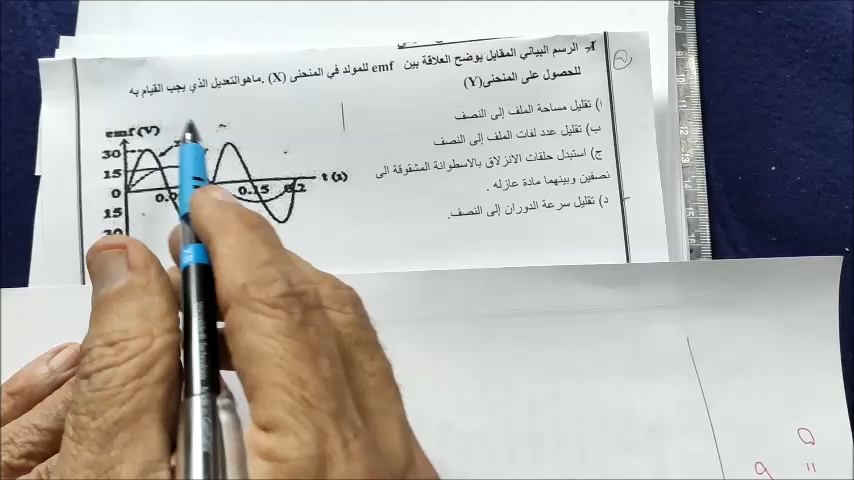 1- الرسم البياني المقابل يوضح العلاقة بين emf للمولد في المنحنى (X) .ماهوالتعديل الذي يجب القيام به
للحصول على المنحنى(Y)
ا) تقليل مساحة الملف إلى النصف
ب) تقليل عدد لفات الملف إلى النصف
ج) استبدل حلقات الانزلاق بالاسطوانة المشقوقة الى
نصفين وبينهما مادة عازله .
د) تقليل سرعة الدوران إلى النصف.
emf (V)
30
15
0
15
30
0.15
0.2
t (s)